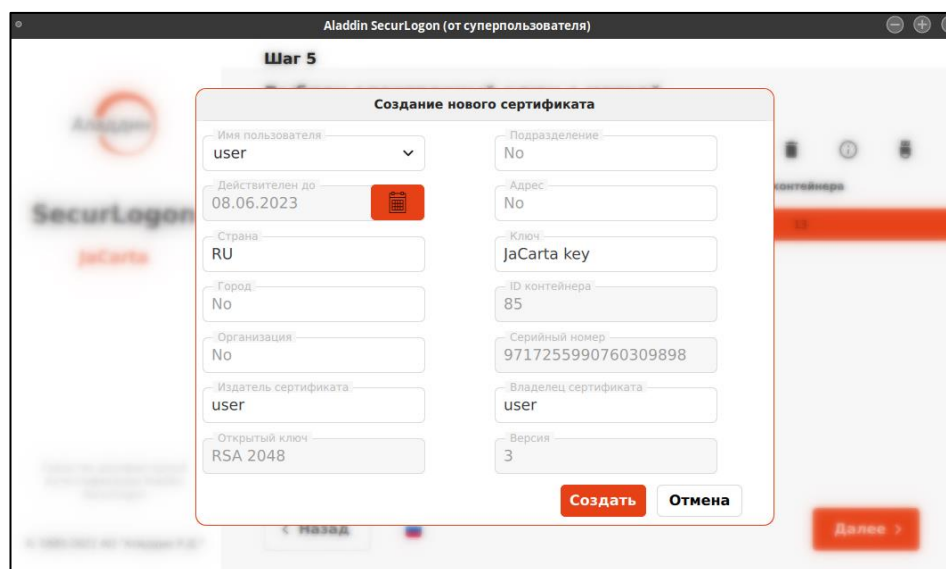 Aladdin SecurLogon (от суперпользователя)
Шаг 5
Аладдин
SecurLogon
JaCarta
контейнера
Создание нового сертификата
Имя пользователя
user
Подразделение
No
Действителен до
08.06.2023
Адрес
No
Страна
RU
Ключ
JaCarta key
Город
No
ID контейнера
85
Организация
No
Серийный номер
9717255990760309898
Издатель сертификата
user
Владелец сертификата
user
Открытый ключ
RSA 2048
Версия
3
Создать
Отмена
Назад
Далее